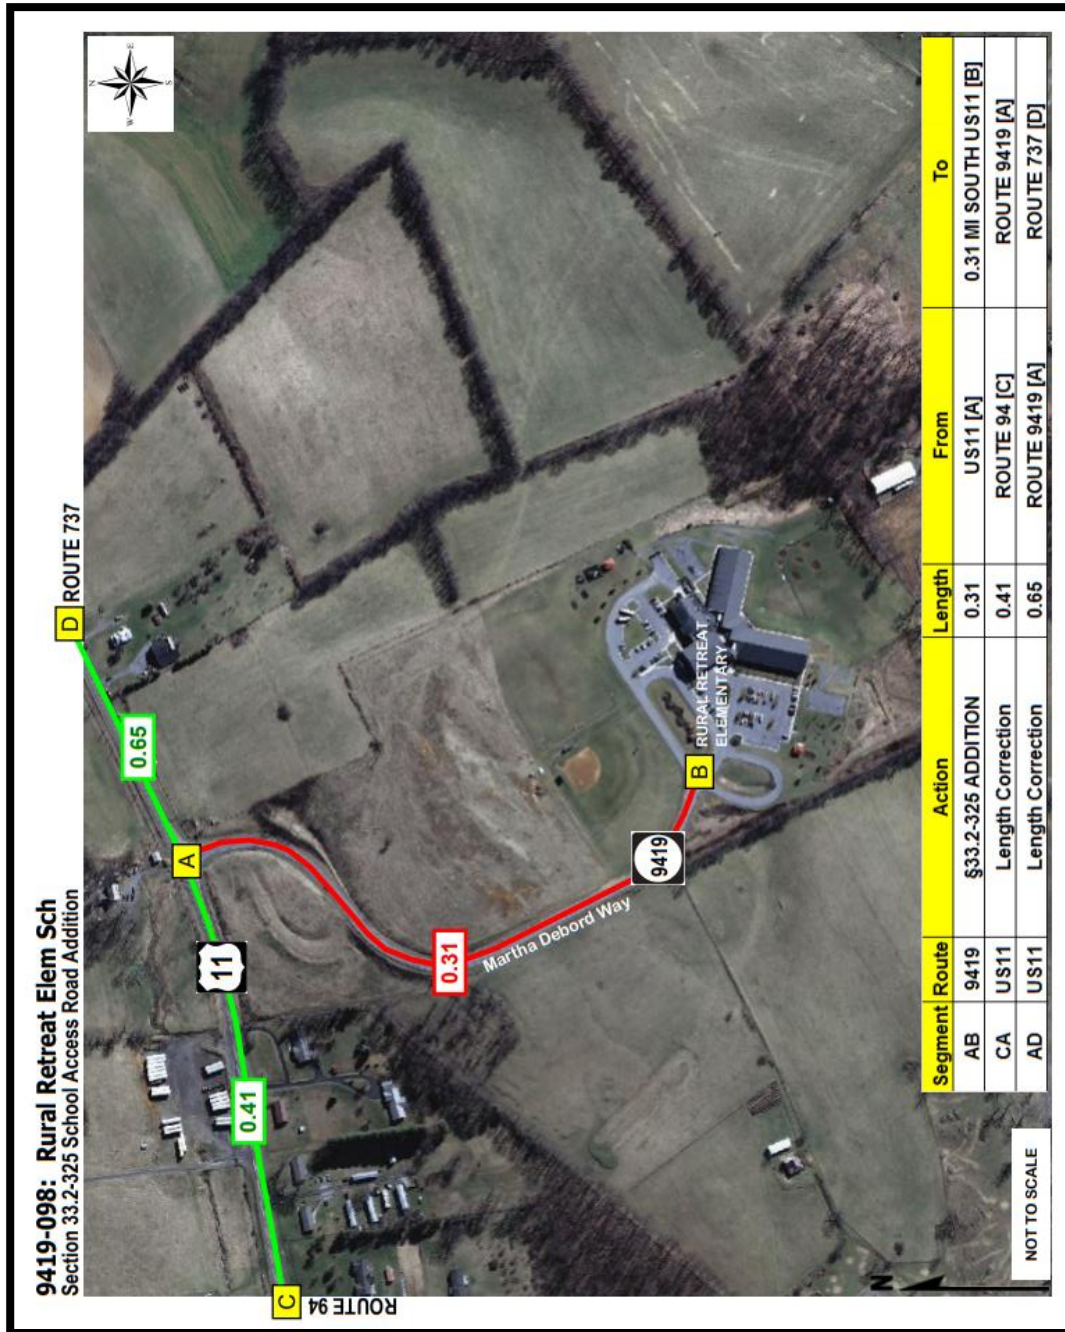 9419-098: Rural Retreat Elem Sch
Section 33.2-325 School Access Road Addition
N
E
S
W
D
ROUTE 737
0.65
A
11
0.41
C
ROUTE 94
0.31
Martha Debord Way
9419
B
RURAL RETREAT
ELEMENTARY
N
NOT TO SCALE
Segment Route Action Length From To
AB 9419 §33.2-325 ADDITION 0.31 US11 [A] 0.31 MI SOUTH US11 [B]
CA US11 Length Correction 0.41 ROUTE 94 [C] ROUTE 9419 [A]
AD US11 Length Correction 0.65 ROUTE 9419 [A] ROUTE 737 [D]